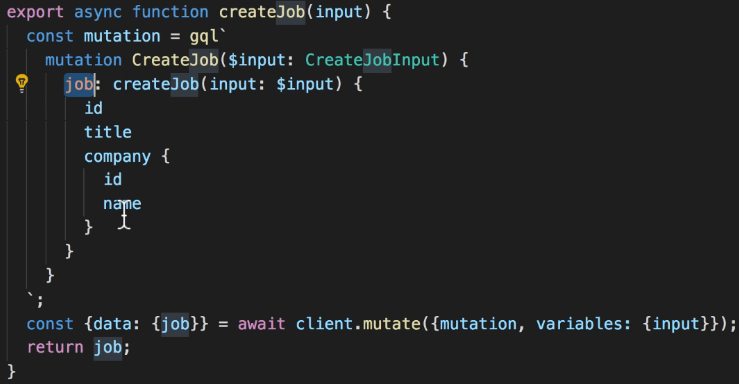 export async function createJob(input) {
const mutation = gql`
mutation CreateJob($input: CreateJobInput) {
job: createJob(input: $input) {
id
title
company {
id
name
}
}
}
`;
const {data: {job}} = await client.mutate({mutation, variables: {input}});
return job;
}